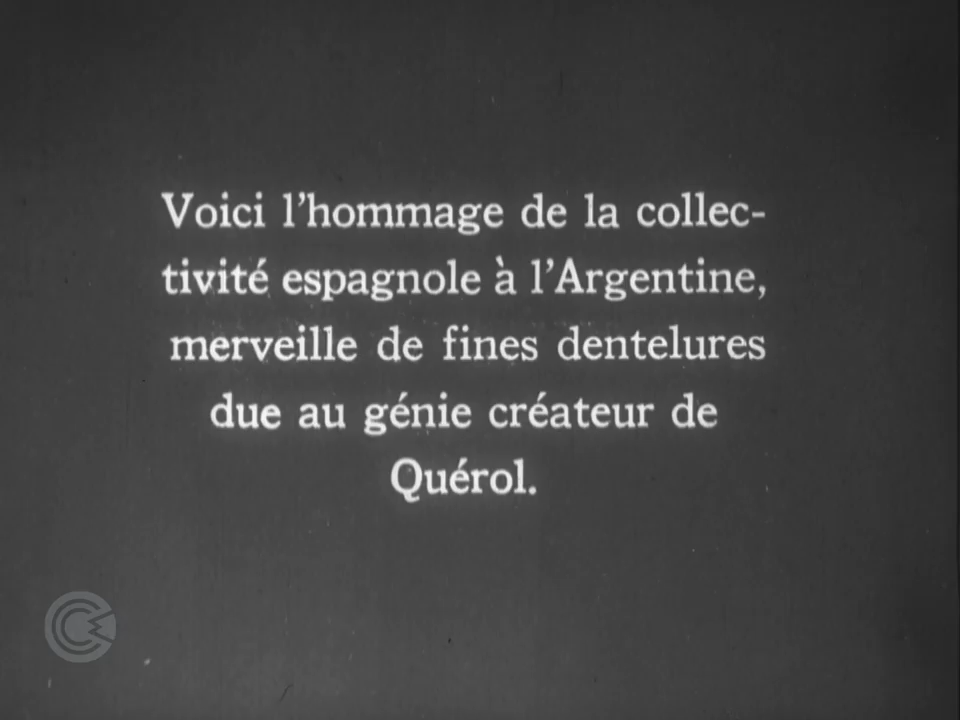 Voici l'hommage de la collec-
tivité espagnole à l'Argentine,
merveille de fines dentelures
due au génie créateur de
Quérol.